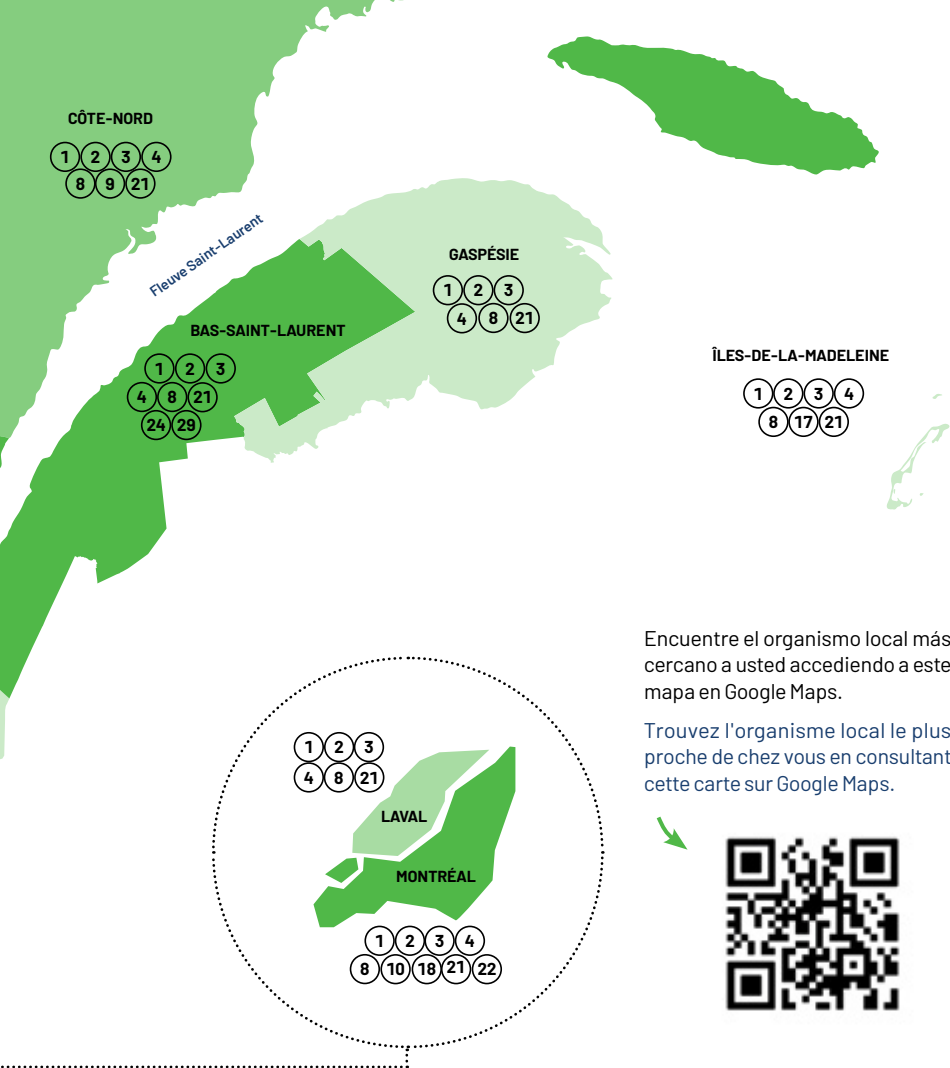 CÔTE-NORD
1 2 3 4
8 9 21
Fleuve Saint-Laurent
GASPÉSIE
1 2 3
4 8 21
BAS-SAINT-LAURENT
1 2 3
4 8 21
24 29
ÎLES-DE-LA-MADELEINE
1 2 3 4
8 17 21
Encuentre el organismo local más
cercano a usted accediendo a este
mapa en Google Maps.
Trouvez l'organisme local le plus
proche de chez vous en consultant
cette carte sur Google Maps.
1 2 3
4 8 21
LAVAL
MONTRÉAL
1 2 3 4
8 10 18 21 22